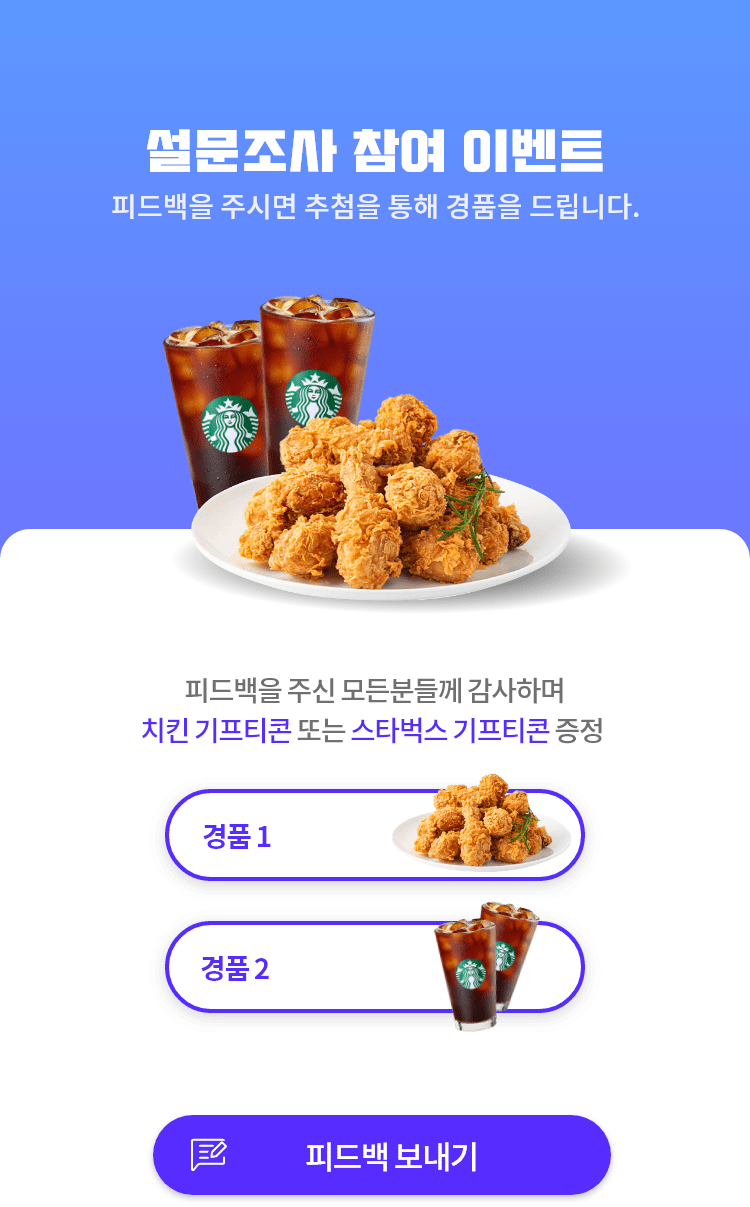 설문조사 참여 이벤트
피드백을 주시면 추첨을 통해 경품을 드립니다.
피드백을 주신 모든분들께 감사하며
치킨 기프티콘 또는 스타벅스 기프티콘 증정
경품 1
경품 2
피드백 보내기